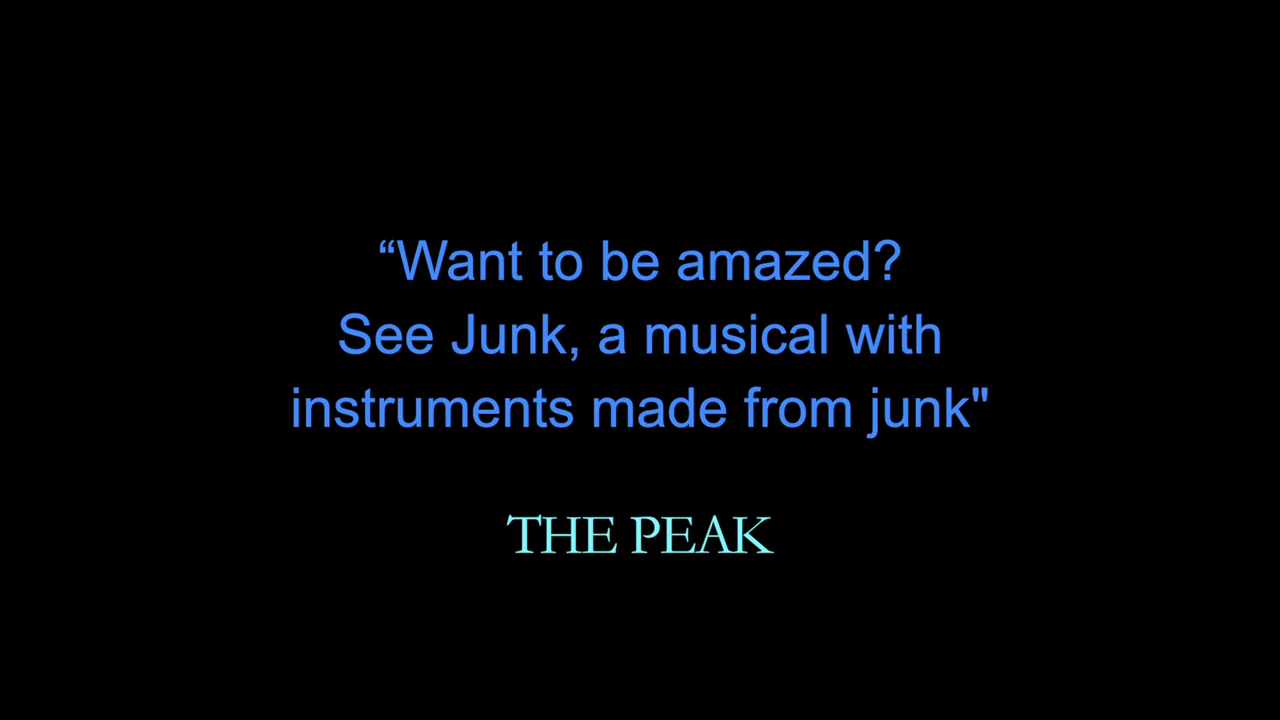 “Want to be amazed?
See Junk, a musical with
instruments made from junk"
THE PEAK